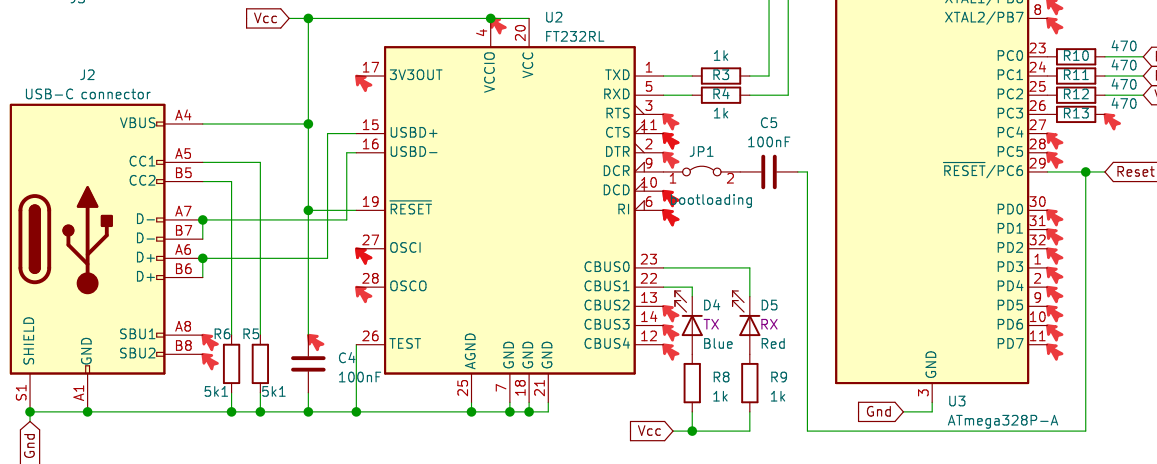 Vcc
U2
FT232RL
4
VCCIO
20
VCC
17
3V3OUT
15
USBD+
16
USBD-
19
RESET
27
OSCI
28
OSCO
26
TEST
25
AGND
7
GND
18
GND
21
GND
TXD
1
RXD
5
RTS
3
CTS
11
DTR
2
DCR
9
DCD
10
RI
6
CBUS0
23
CBUS1
22
CBUS2
13
CBUS3
14
CBUS4
12
J2
USB-C connector
VBUS
A4
CC1
A5
CC2
B5
D-
A7
D-
B7
D+
A6
D+
B6
SBU1
A8
SBU2
B8
SHIELD
S1
GND
A1
Gnd
R6
5k1
R5
5k1
C4
100nF
1k
R3
R4
1k
JP1
1
2
bootloading
C5
100nF
D4
TX
Blue
D5
RX
Red
R8
1k
R9
1k
Vcc
XTAL2/PB7
8
PC0
23
R10
470
PC1
24
R11
470
PC2
25
R12
470
PC3
26
R13
470
PC4
27
PC5
28
RESET/PC6
29
Reset
PD0
30
PD1
31
PD2
32
PD3
1
PD4
2
PD5
9
PD6
10
PD7
11
GND
3
Gnd
U3
ATmega328P-A